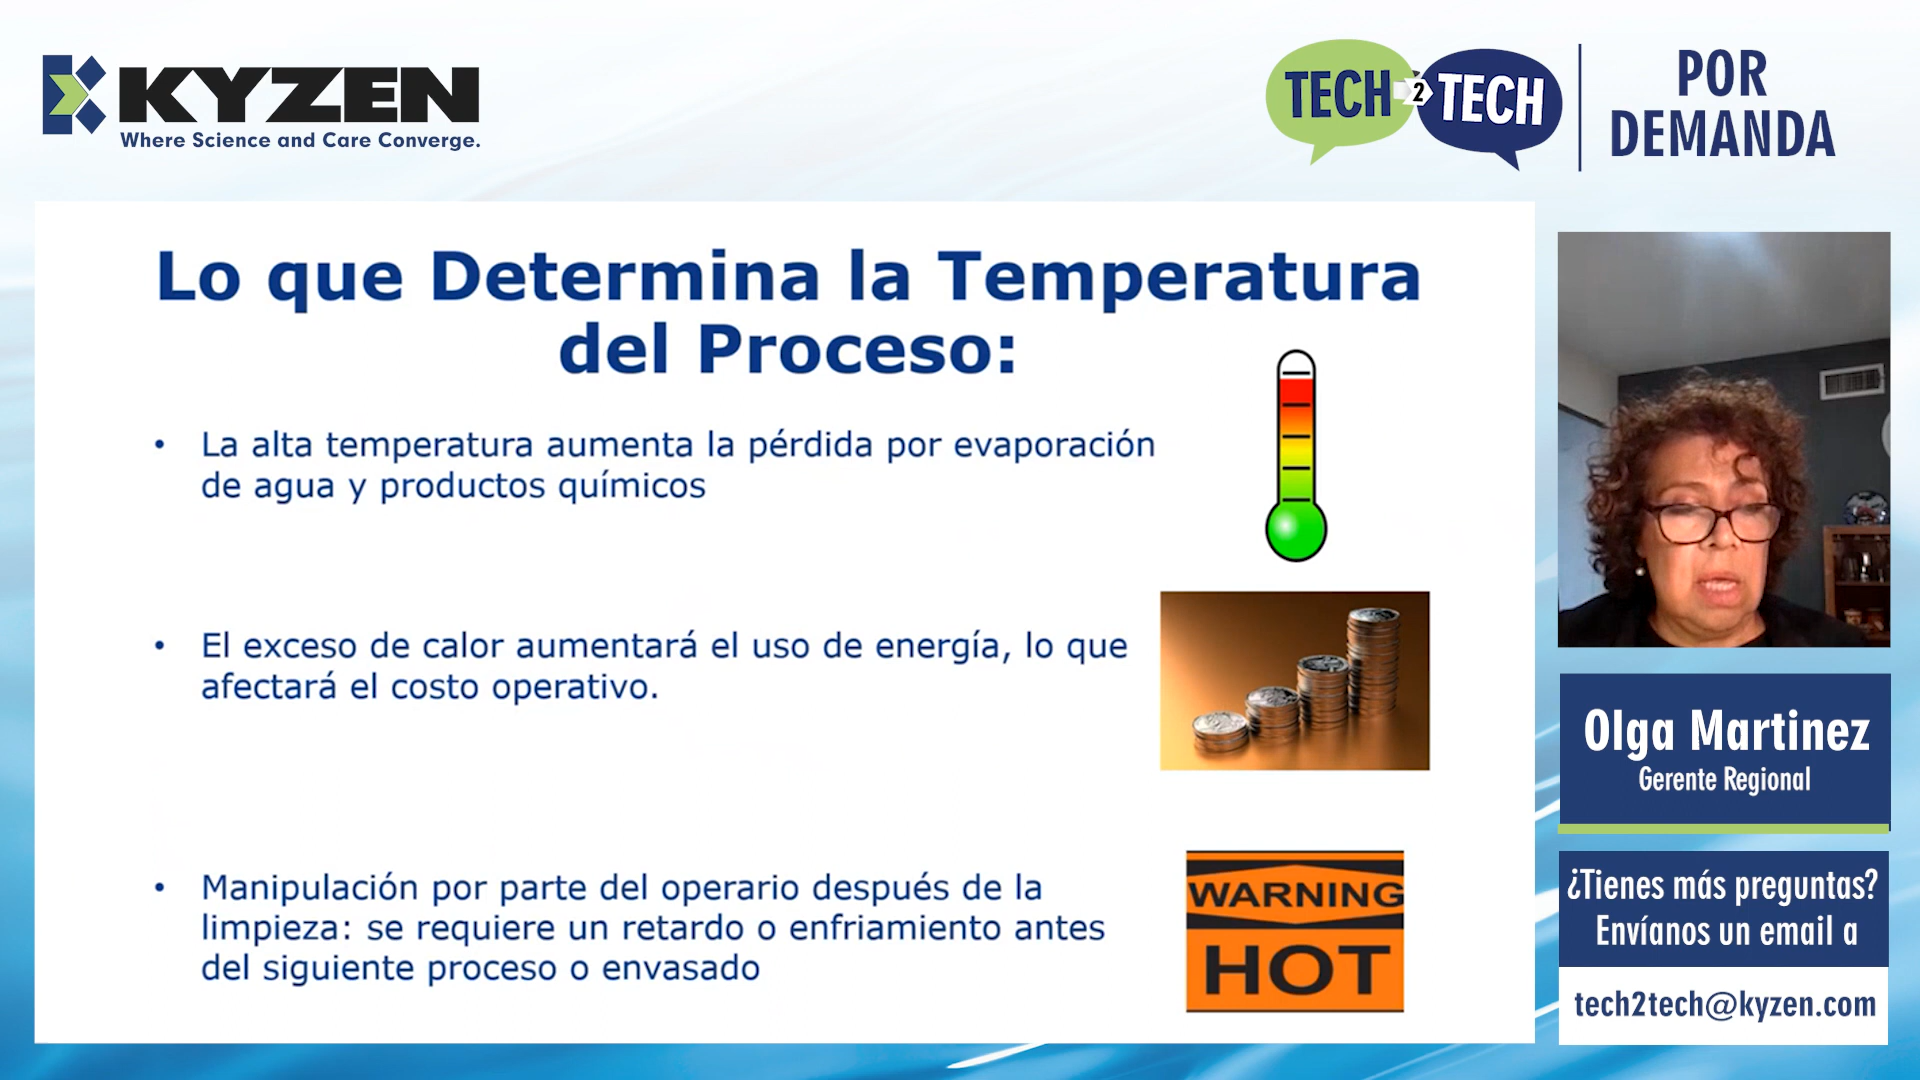 KYZEN
Where Science and Care Converge.
TECH 2 TECH
POR
DEMANDA
Lo que Determina la Temperatura
del Proceso:
• La alta temperatura aumenta la pérdida por evaporación
de agua y productos químicos
• El exceso de calor aumentará el uso de energía, lo que
afectará el costo operativo.
• Manipulación por parte del operario después de la
limpieza: se requiere un retardo o enfriamiento antes
del siguiente proceso o envasado
WARNING
HOT
Olga Martinez
Gerente Regional
¿Tienes más preguntas?
Envíanos un email a
tech2tech@kyzen.com